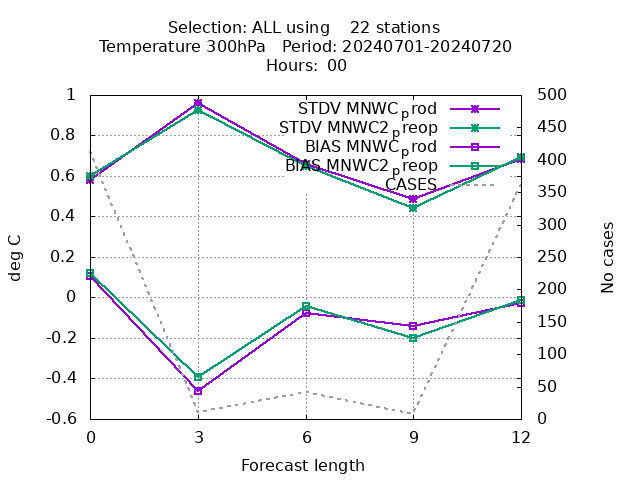 Selection: ALL using    22 stations
Temperature 300hPa   Period: 20240701-20240720
Hours:  00
1
0.8
0.6
0.4
0.2
0
-0.2
-0.4
-0.6
500
450
400
350
300
250
200
150
100
50
0
STDV MNWC_prod
STDV MNWC2_preop
BIAS MNWC_prod
BIAS MNWC2_preop
CASES
deg C
No cases
0 3 6 9 12
Forecast length